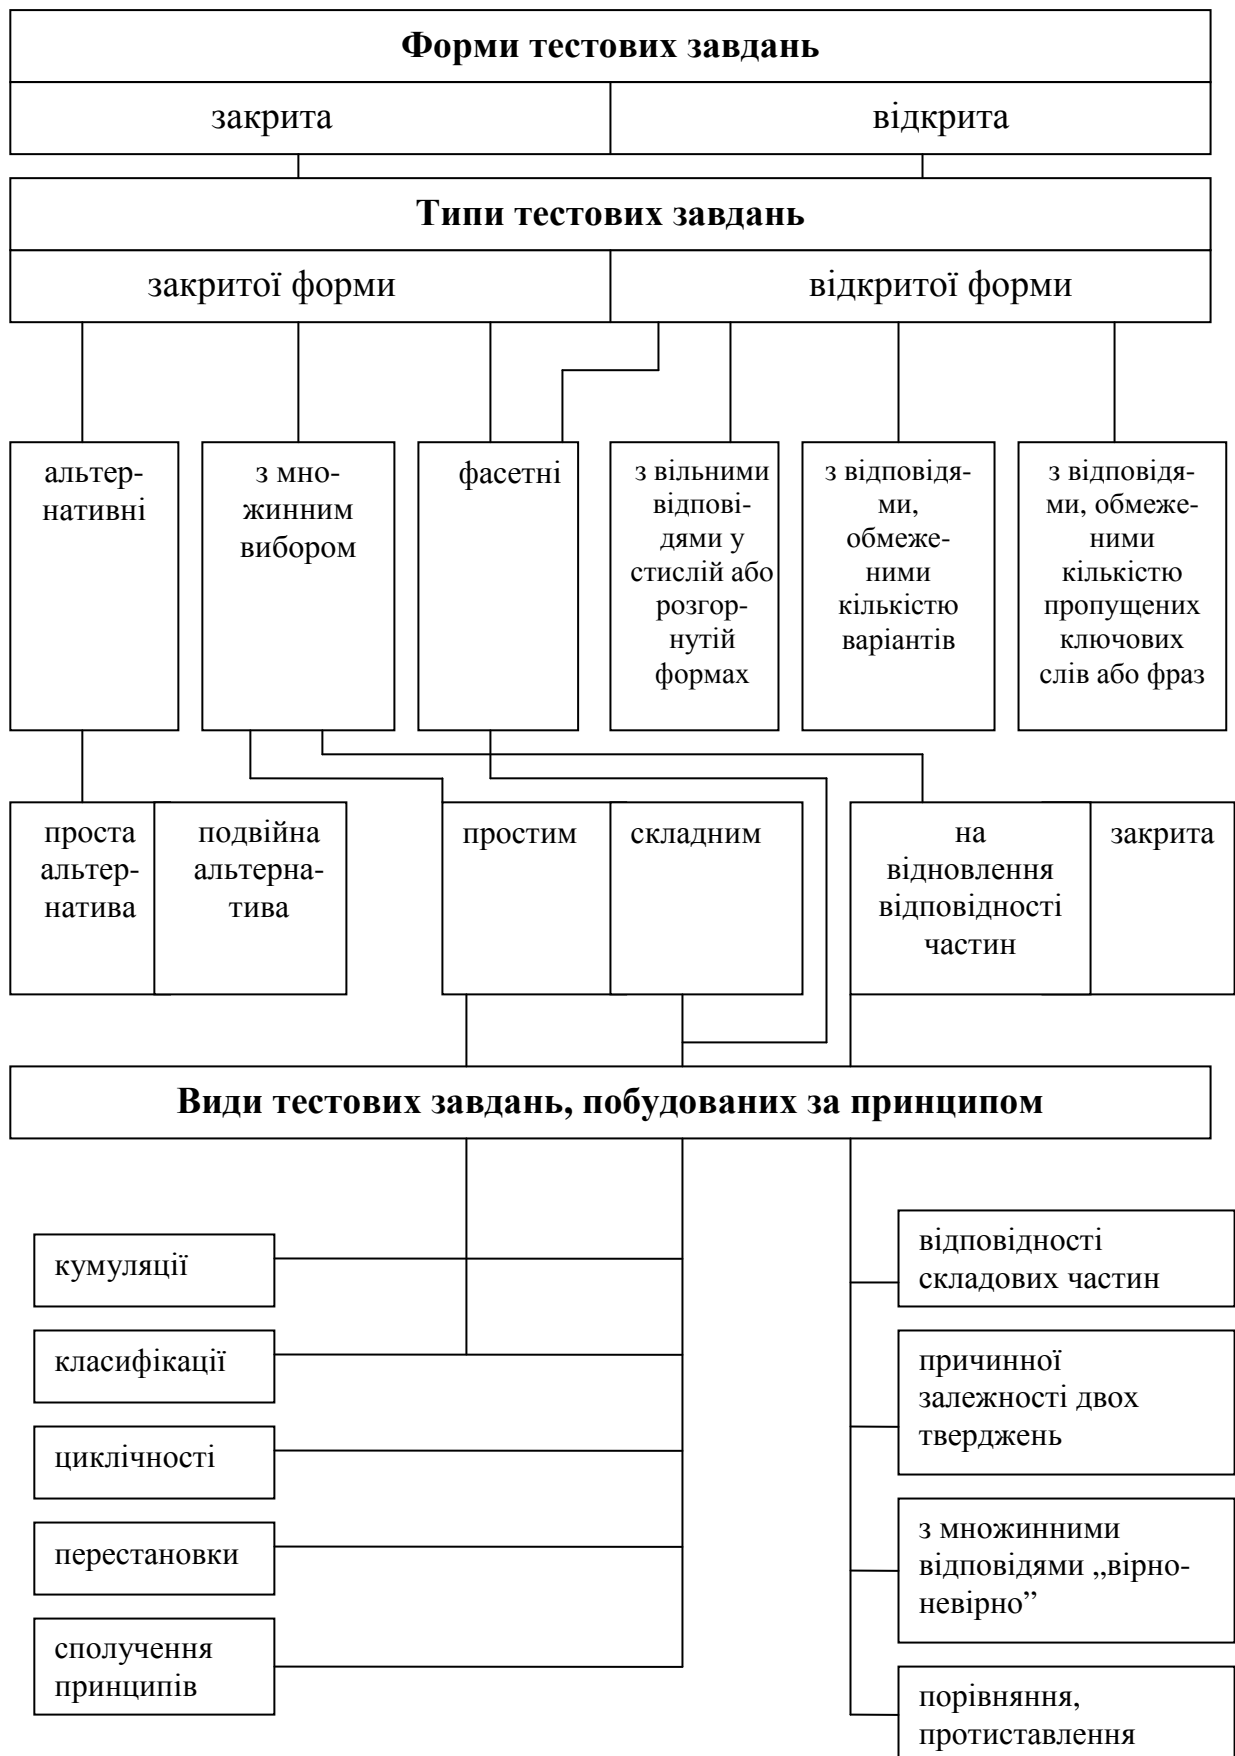 Форми тестових завдань
закрита
відкрита
Типи тестових завдань
закритої форми
відкритої форми
альтер-
нативні
з мно-
жинним
вибором
фасетні
з вільними
відпові-
дями у
стислій або
розгор-
нутій
формах
з відповідя-
ми,
обмеже-
ними
кількістю
варіантів
з відповідя-
ми, обмеже-
ними
кількістю
пропущених
ключових
слів або фраз
проста
альтер-
натива
подвійна
альтерна-
тива
простим
складним
на
відновлення
відповідності
частин
закрита
Види тестових завдань, побудованих за принципом
кумуляції
класифікації
циклічності
перестановки
сполучення
принципів
відповідності
складових частин
причинної
залежності двох
тверджень
з множинними
відповідями „вірно-
невірно”
порівняння,
протиставлення